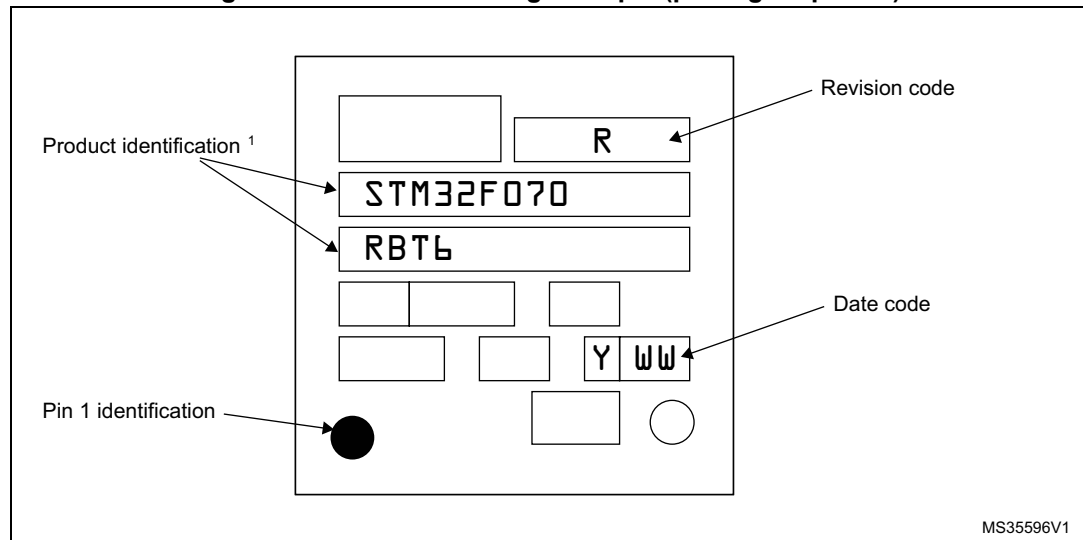 Revision code
R
Product identification 1
STM32F070
RBT6
Date code
Y WW
Pin 1 identification
MS35596V1